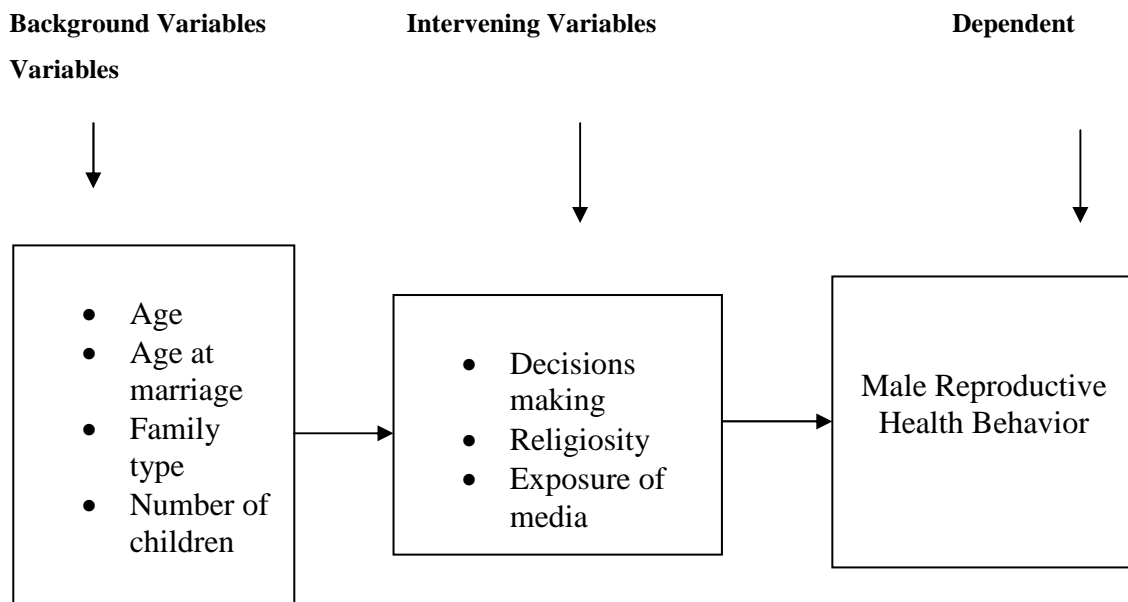 Background Variables Intervening Variables Dependent
Variables
• Age
• Age at
marriage
• Family
type
• Number of
children
• Decisions
making
• Religiosity
• Exposure of
media
Male Reproductive
Health Behavior